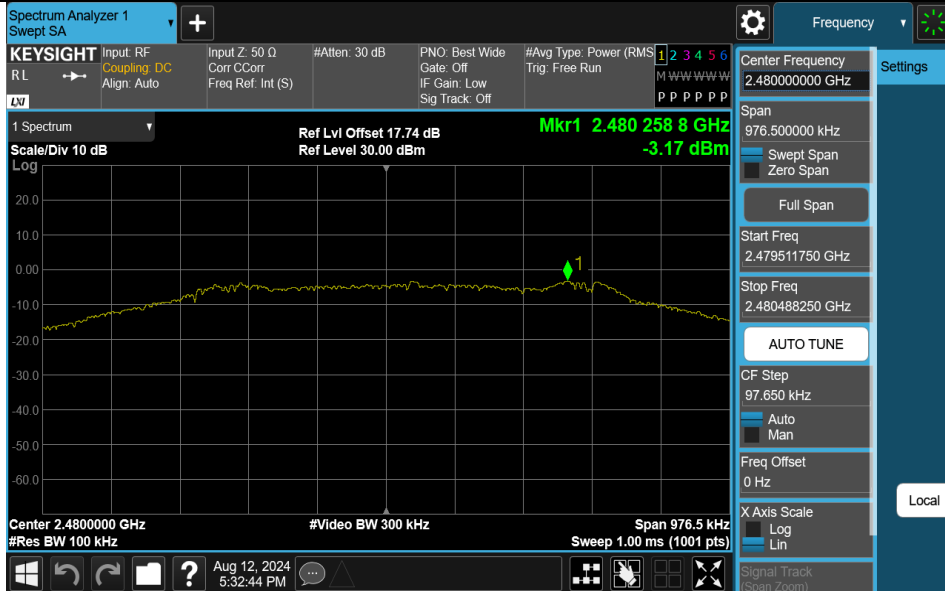 Spectrum Analyzer 1
Swept SA
+
Frequency
KEYSIGHT
R L
LXI
Input: RF
Coupling: DC
Align: Auto
Input Z: 50 Ω
Corr CCorr
Freq Ref: Int (S)
#Atten: 30 dB
PNO: Best Wide
Gate: Off
IF Gain: Low
Sig Track: Off
#Avg Type: Power (RMS
Trig: Free Run
1 2 3 4 5 6
M W W W W W
P P P P P P
1 Spectrum
Scale/Div 10 dB
Ref Lvl Offset 17.74 dB
Ref Level 30.00 dBm
Mkr1 2.480 258 8 GHz
-3.17 dBm
Log
20.0
10.0
0.00
-10.0
-20.0
-30.0
-40.0
-50.0
-60.0
1
Center 2.4800000 GHz
#Res BW 100 kHz
#Video BW 300 kHz
Span 976.5 kHz
Sweep 1.00 ms (1001 pts)
?
Aug 12, 2024
5:32:44 PM
Center Frequency
2.480000000 GHz
Span
976.500000 kHz
Swept Span
Zero Span
Full Span
Start Freq
2.479511750 GHz
Stop Freq
2.480488250 GHz
AUTO TUNE
CF Step
97.650 kHz
Auto
Man
Freq Offset
0 Hz
X Axis Scale
Log
Lin
Signal Track
(Span Zoom)
Settings
Local